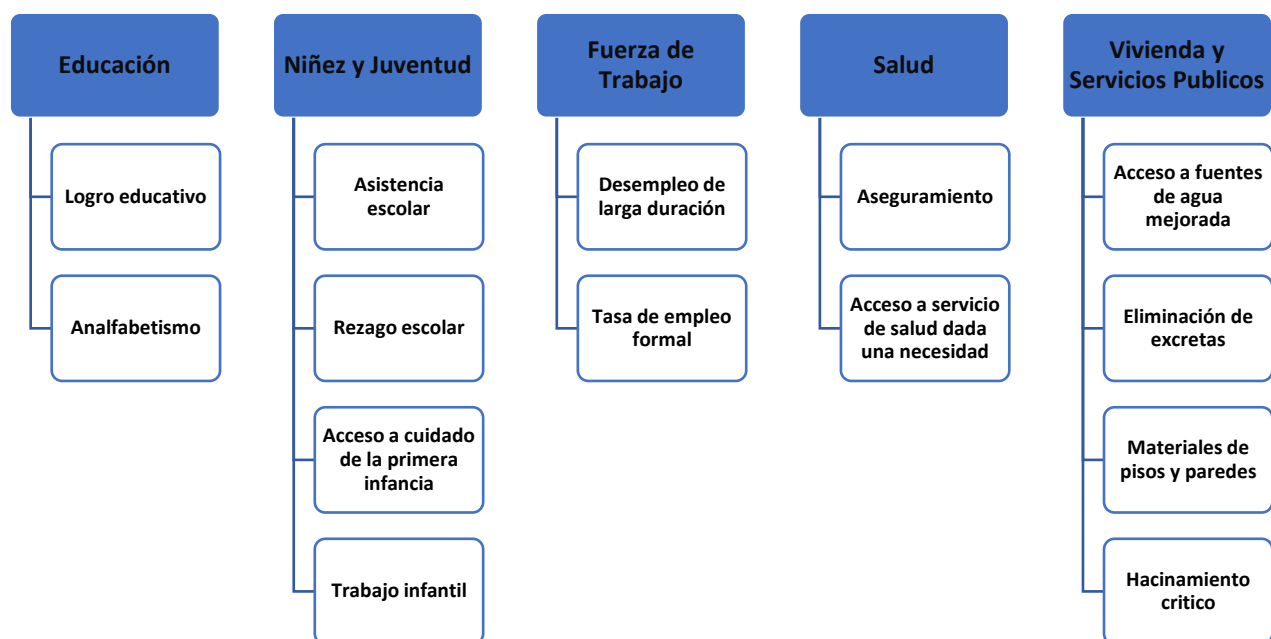 Educación
Logro educativo
Analfabetismo
Niñez y Juventud
Asistencia
escolar
Rezago escolar
Acceso a cuidado
de la primera
infancia
Trabajo infantil
Fuerza de
Trabajo
Desempleo de
larga duración
Tasa de empleo
formal
Salud
Aseguramiento
Acceso a servicio
de salud dada
una necesidad
Vivienda y
Servicios Publicos
Acceso a fuentes
de agua
mejorada
Eliminación de
excretas
Materiales de
pisos y paredes
Hacinamiento
critico